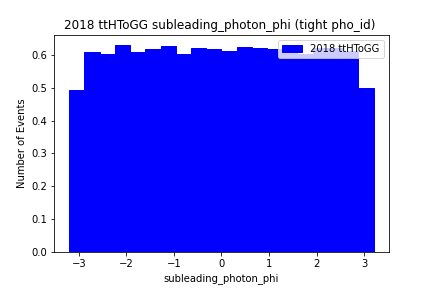 2018 ttHToGG subleading_photon_phi (tight pho_id)
2018 ttHToGG
Number of Events
0.6
0.5
0.4
0.3
0.2
0.1
0.0
−3 −2 −1 0 1 2 3
subleading_photon_phi